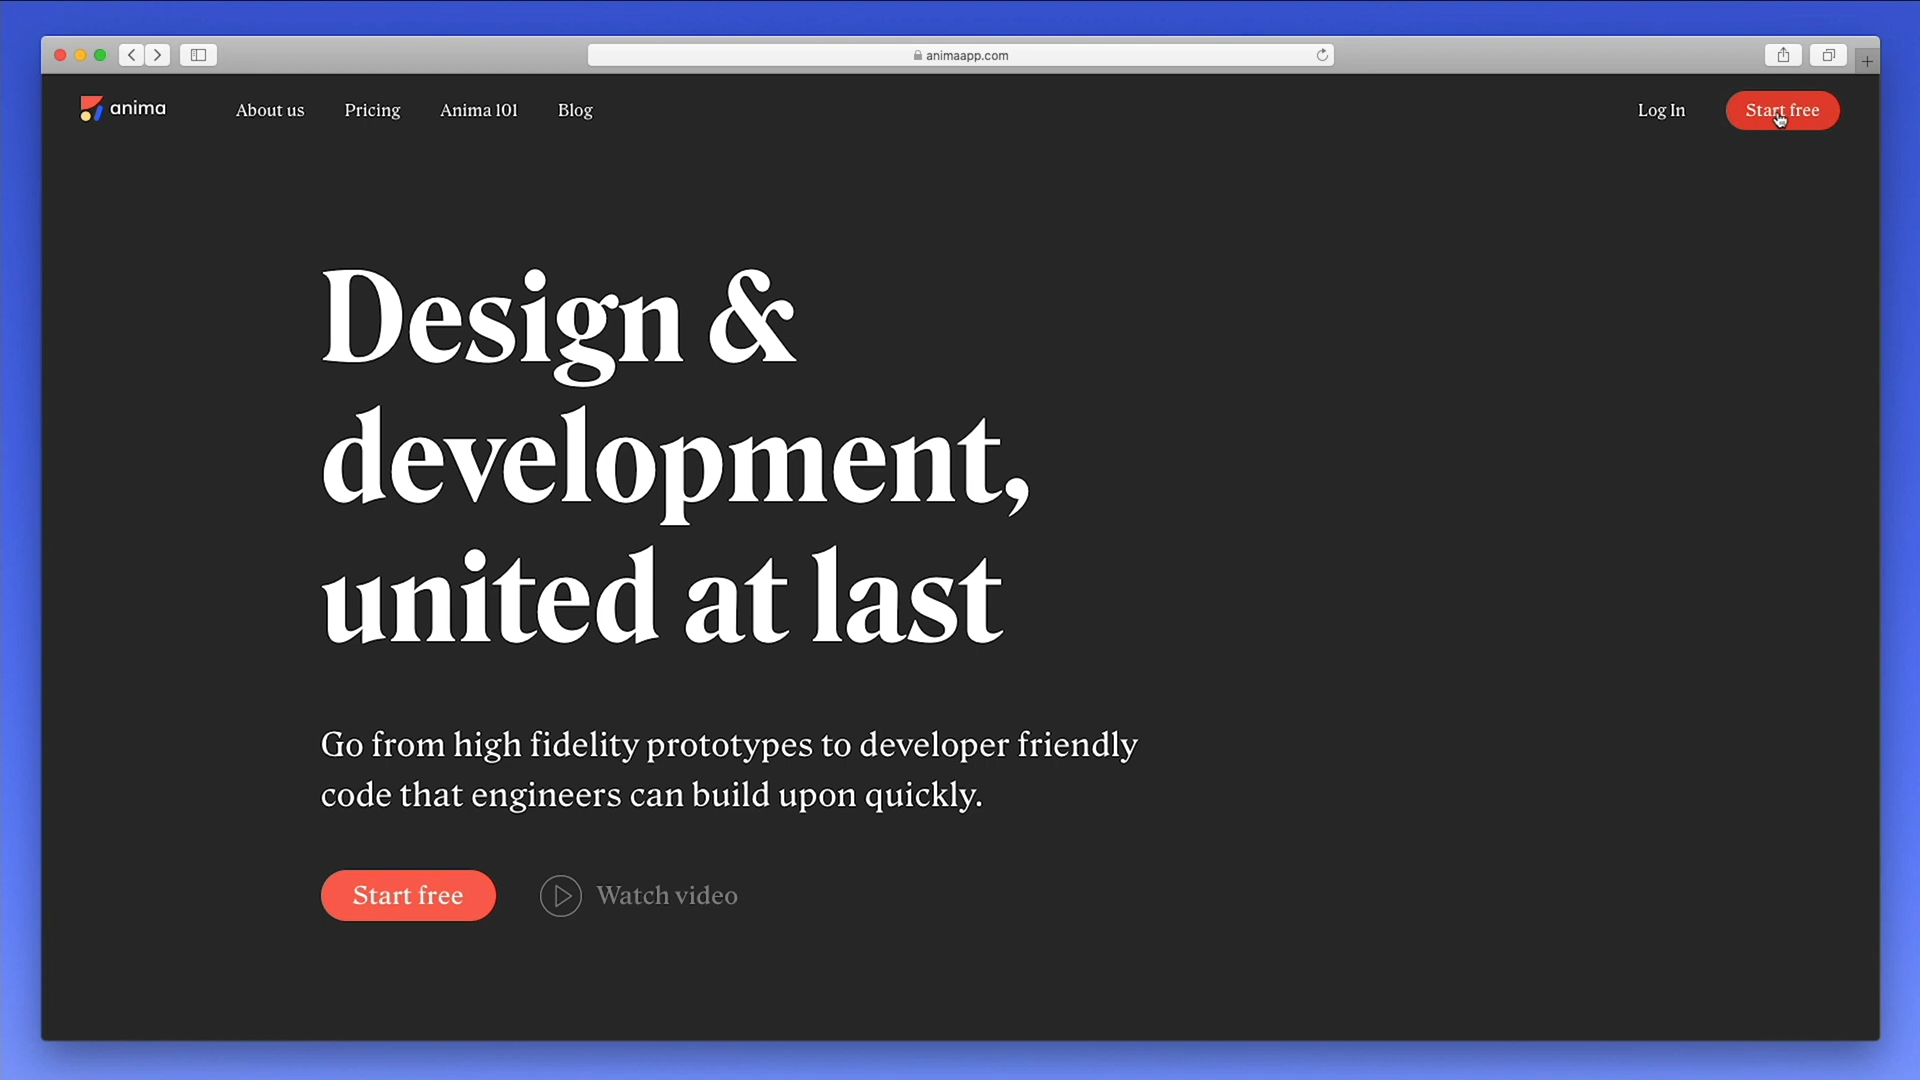 animaapp.com
anima
About us
Pricing
Anima 101
Blog
Log In
Start free
Design &
development,
united at last
Go from high fidelity prototypes to developer friendly
code that engineers can build upon quickly.
Start free
Watch video